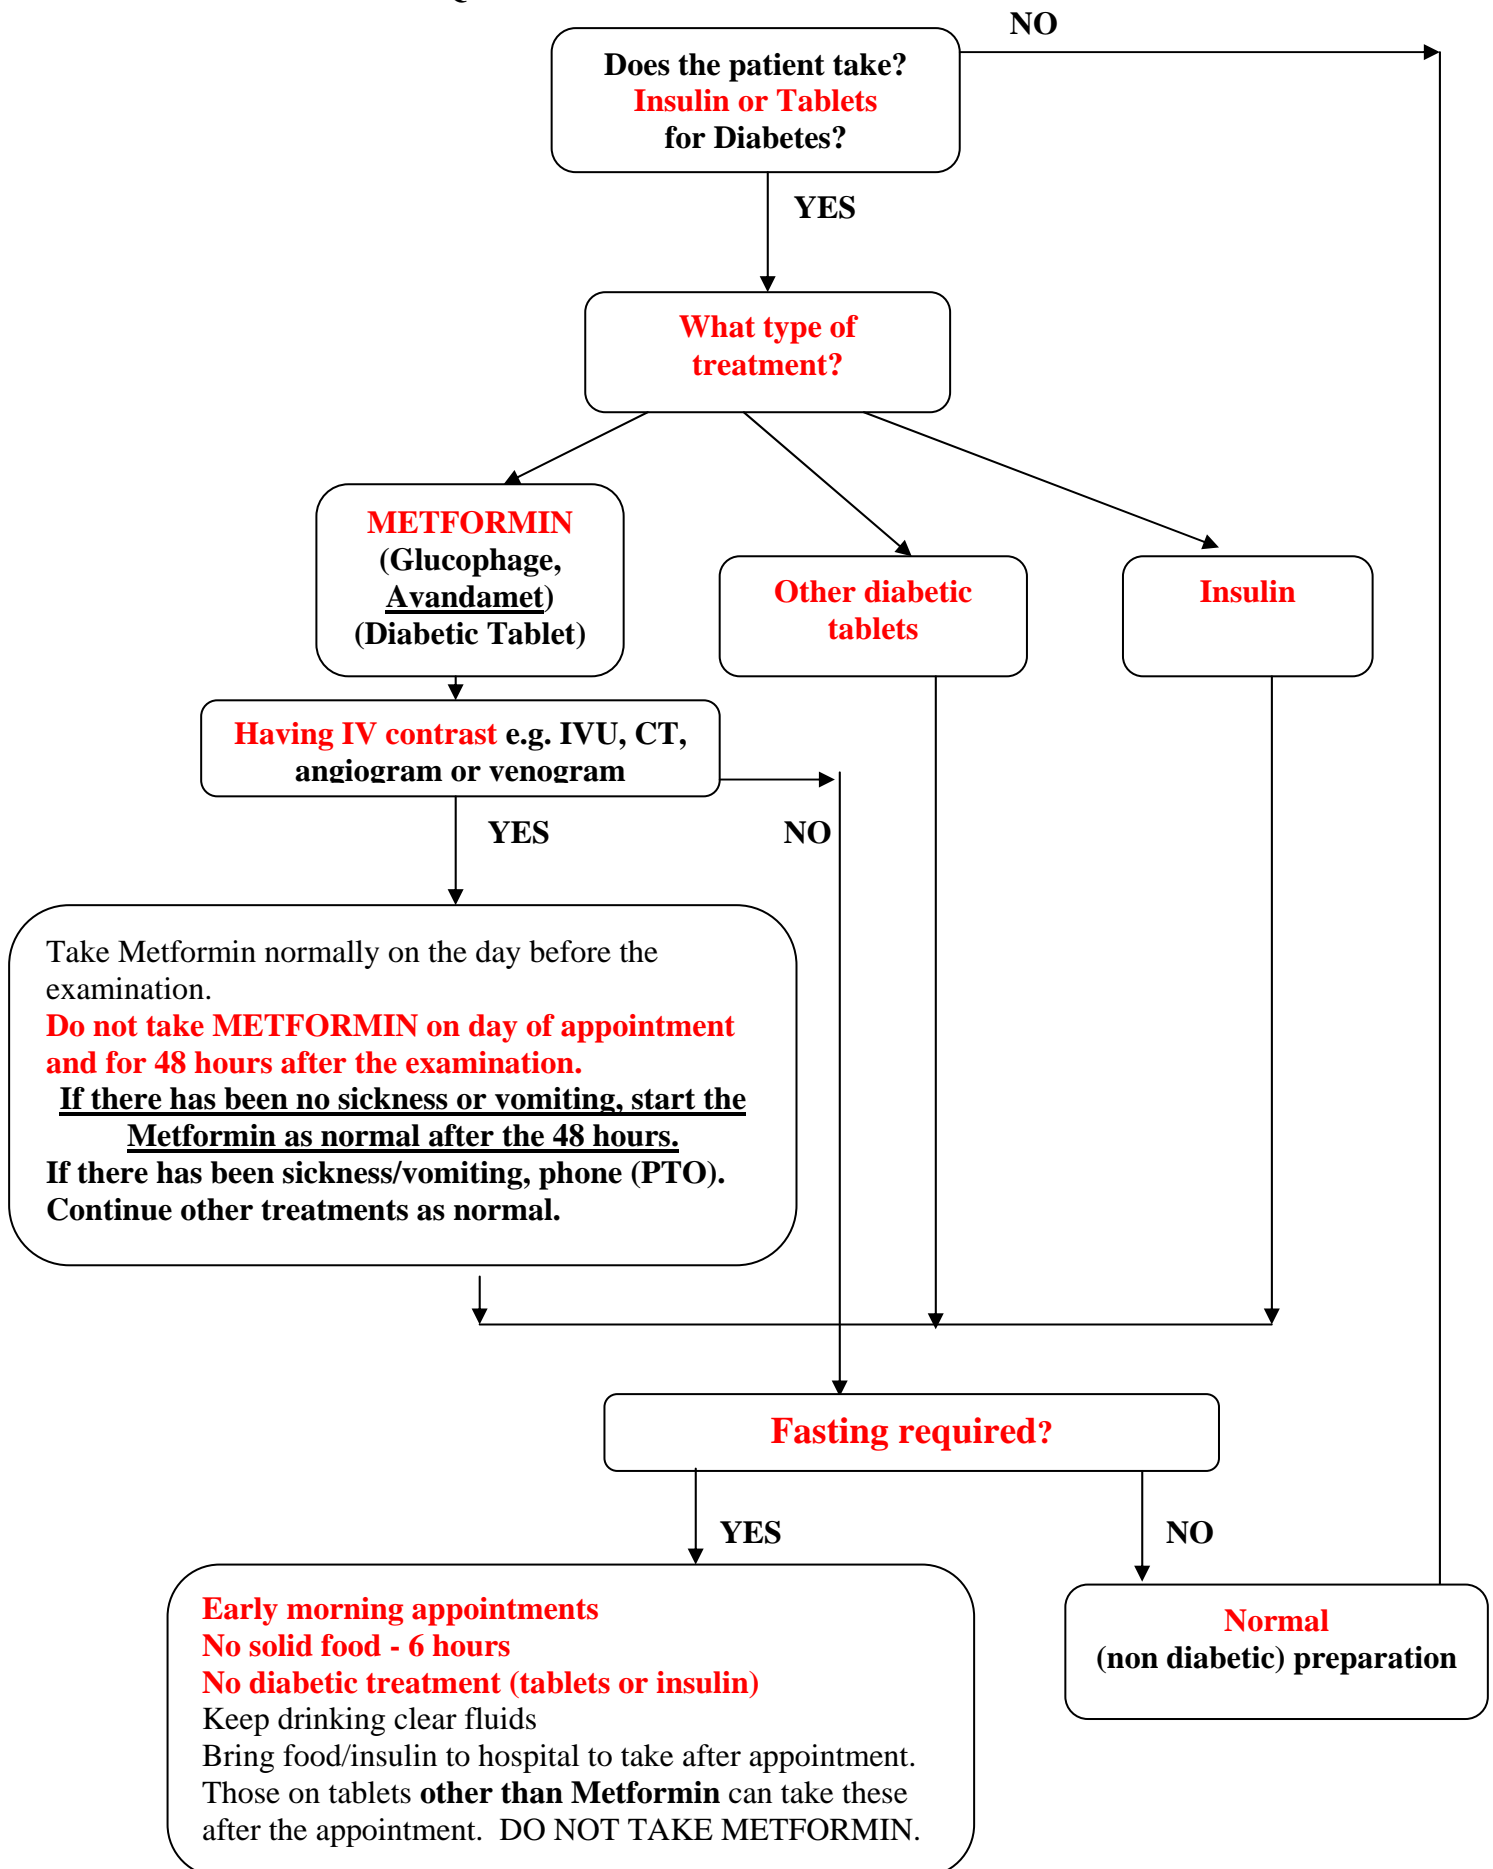 NO
Does the patient take?
Insulin or Tablets
for Diabetes?
YES
What type of
treatment?
METFORMIN
(Glucophage,
Avandamet)
(Diabetic Tablet)
Other diabetic
tablets
Insulin
Having IV contrast e.g. IVU, CT,
angiogram or venogram
YES
NO
Take Metformin normally on the day before the
examination.
Do not take METFORMIN on day of appointment
and for 48 hours after the examination.
If there has been no sickness or vomiting, start the
Metformin as normal after the 48 hours.
If there has been sickness/vomiting, phone (PTO).
Continue other treatments as normal.
Fasting required?
YES
NO
Early morning appointments
No solid food - 6 hours
No diabetic treatment (tablets or insulin)
Keep drinking clear fluids
Bring food/insulin to hospital to take after appointment.
Those on tablets other than Metformin can take these
after the appointment.  DO NOT TAKE METFORMIN.
Normal
(non diabetic) preparation